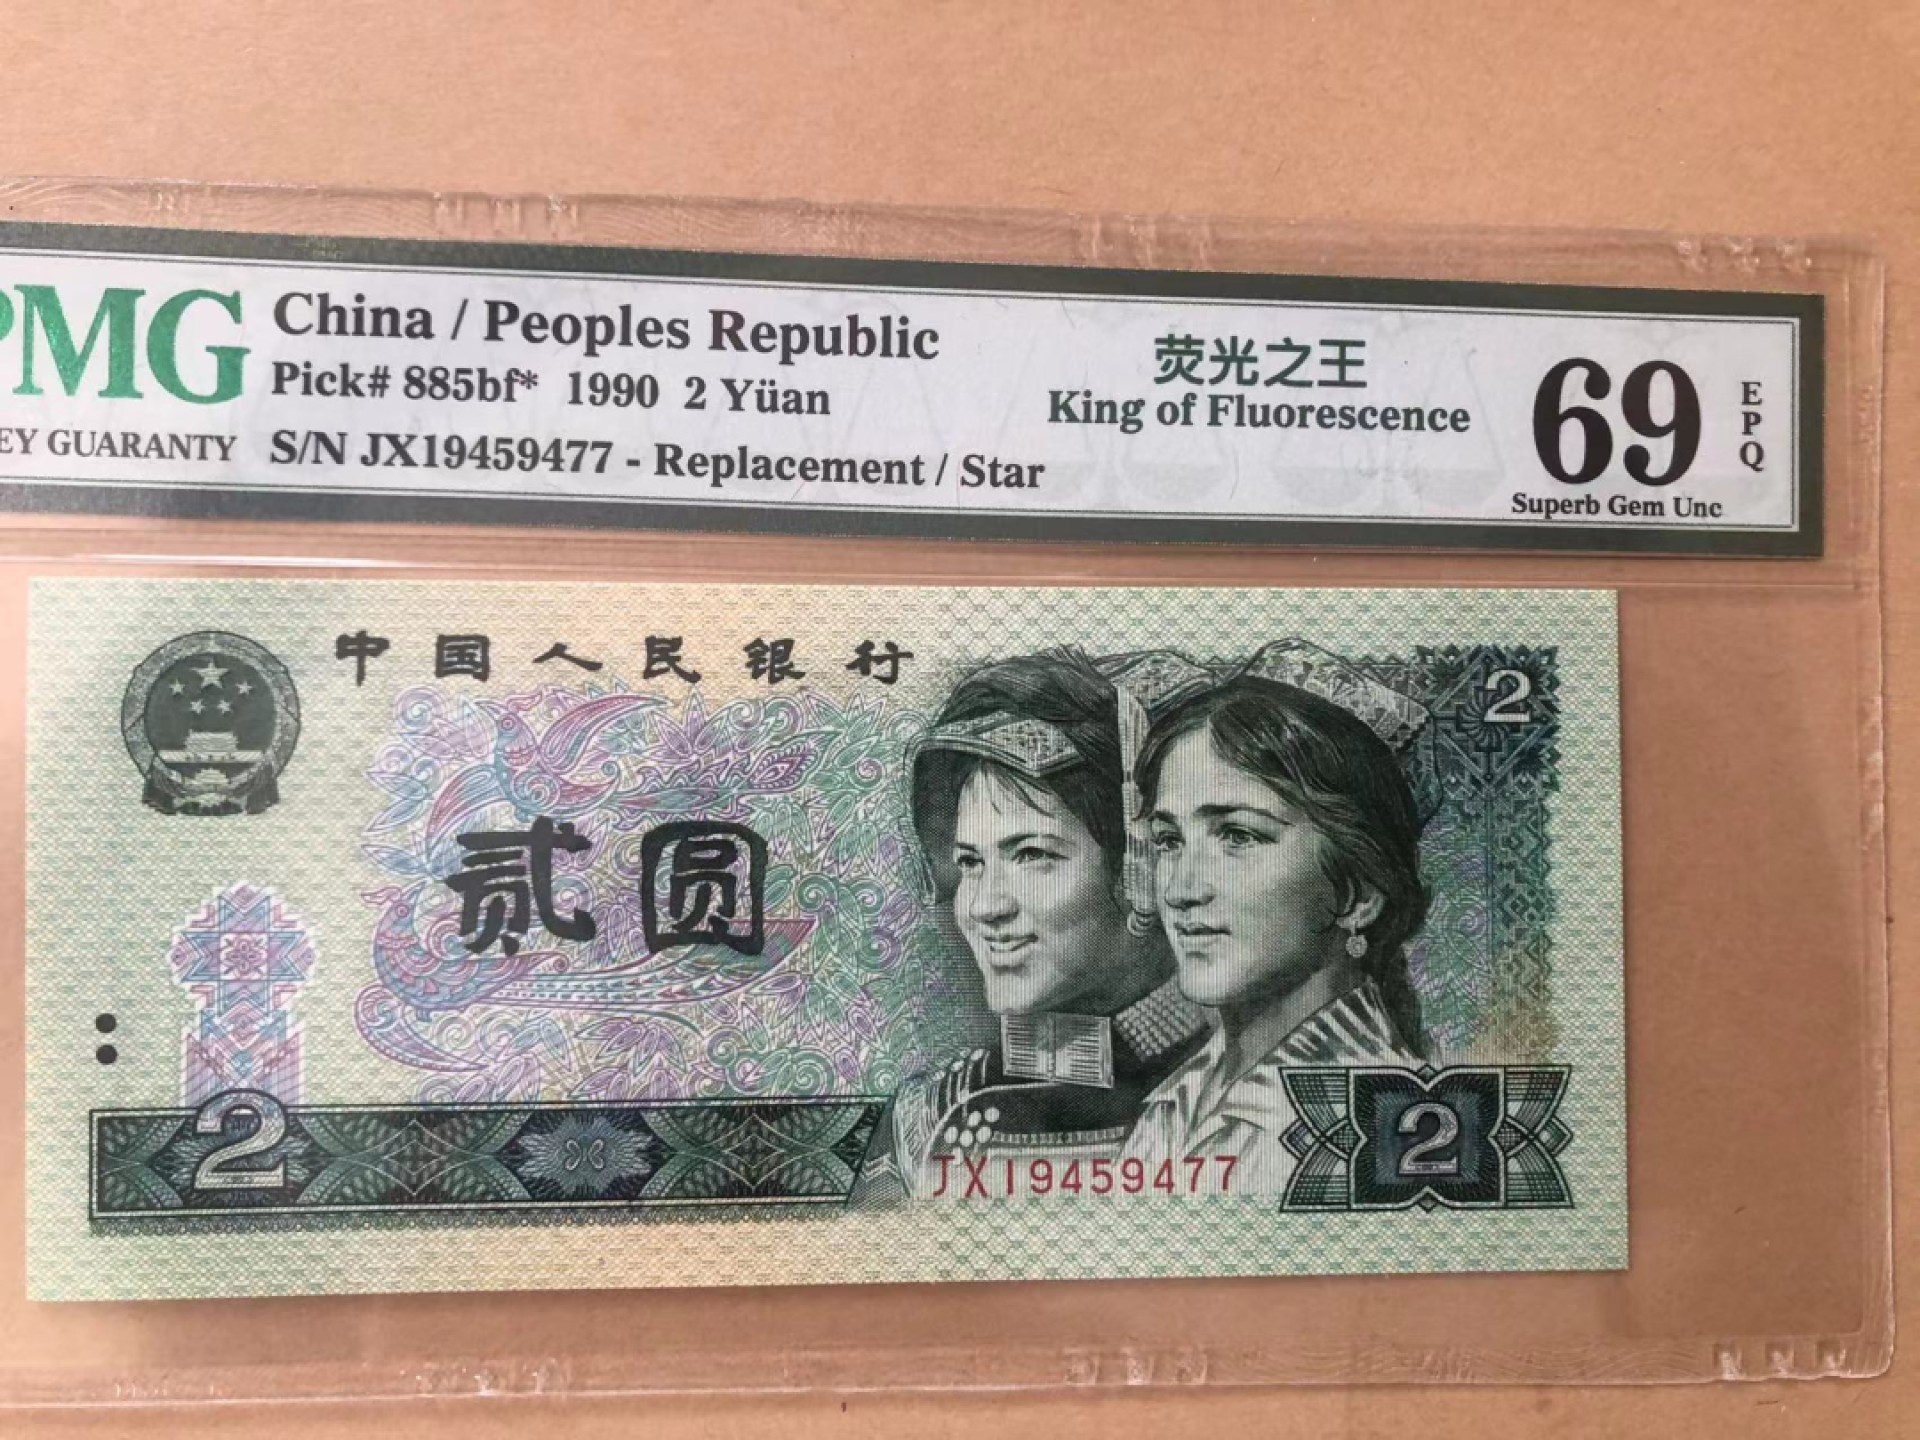 PMG
China / Peoples Republic
Pick# 885bf* 1990 2 Yüan
EY GUARANTY
S/N JX19459477 - Replacement / Star
荧光之王
King of Fluorescence
69
EPQ
Superb Gem Unc
中国人民银行
2
贰圆
2
2
JX19459477